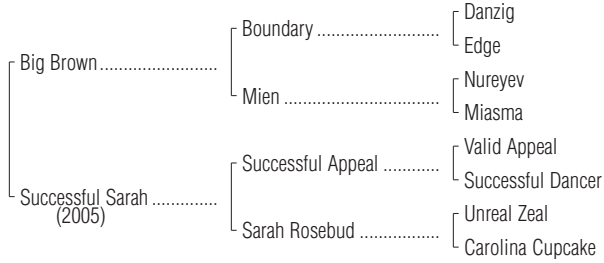 Danzig
Boundary ......................
Edge
Big Brown.......................
Nureyev
Mien .............................
Miasma
Valid Appeal
Successful Appeal ..........
Successful Dancer
Successful Sarah .............
(2005)
Unreal Zeal
Sarah Rosebud ...............
Carolina Cupcake